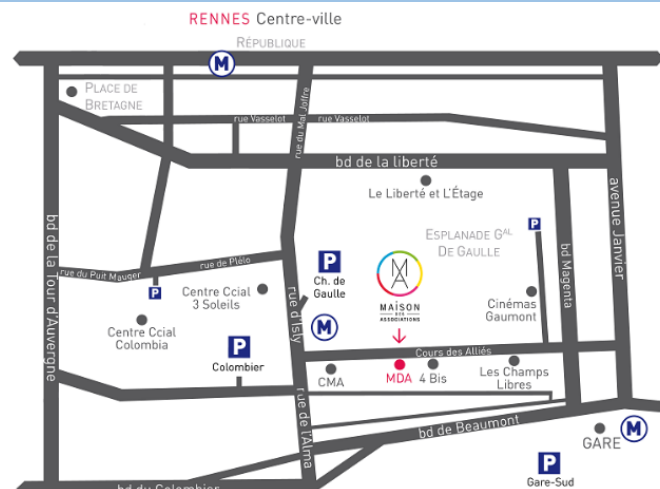 RENNES Centre-ville
RÉPUBLIQUE
M
PLACE DE
BRETAGNE
rue Vasselot
rue Vasselot
rue du Mal Joffre
bd de la liberté
Le Liberté et L'Étage
avenue Janvier
bd de la Tour d'Auvergne
ESPLANADE GAL
DE GAULLE
P
bd Magenta
rue du Puit Mauger
rue de Plélo
P
P
Ch. de
Gaulle
MA
MAISON
DES
ASSOCIATIONS
Centre Ccial
3 Soleils
rue d'Isly
M
Cinémas
Gaumont
Centre Ccial
Colombia
P
Colombier
Cours des Alliés
CMA
MDA
4 Bis
Les Champs
Libres
rue de l'Alma
bd de Beaumont
GARE
M
P
Gare-Sud
bd du Colombier